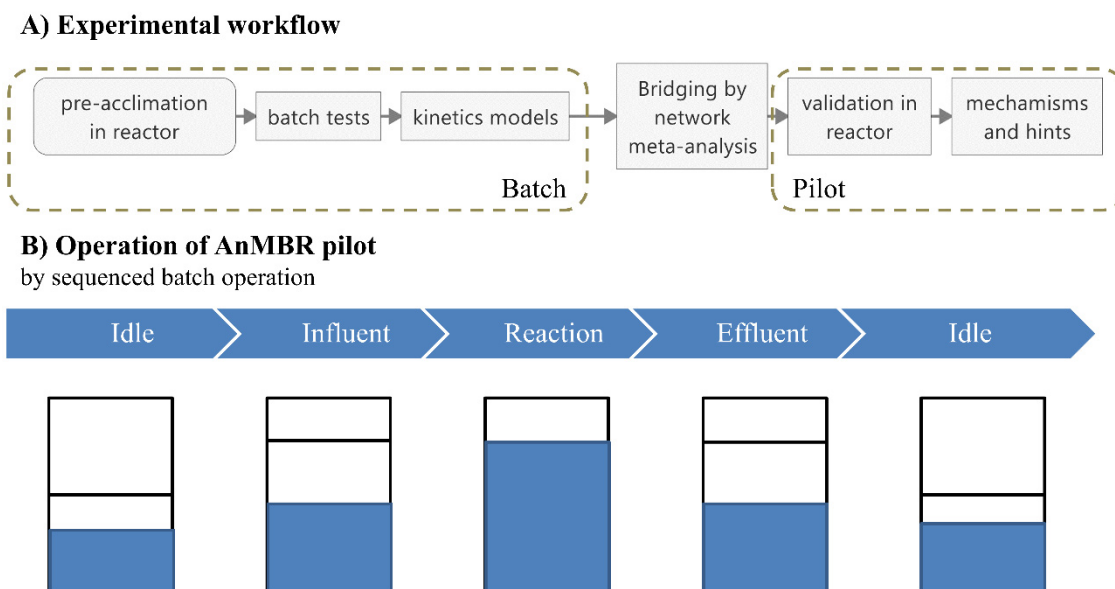 A) Experimental workflow
pre-acclimation
in reactor
batch tests
kinetics models
Bridging by
network
meta-analysis
validation in
reactor
mechamisms
and hints
Batch
Pilot
B) Operation of AnMBR pilot
by sequenced batch operation
Idle
Influent
Reaction
Effluent
Idle